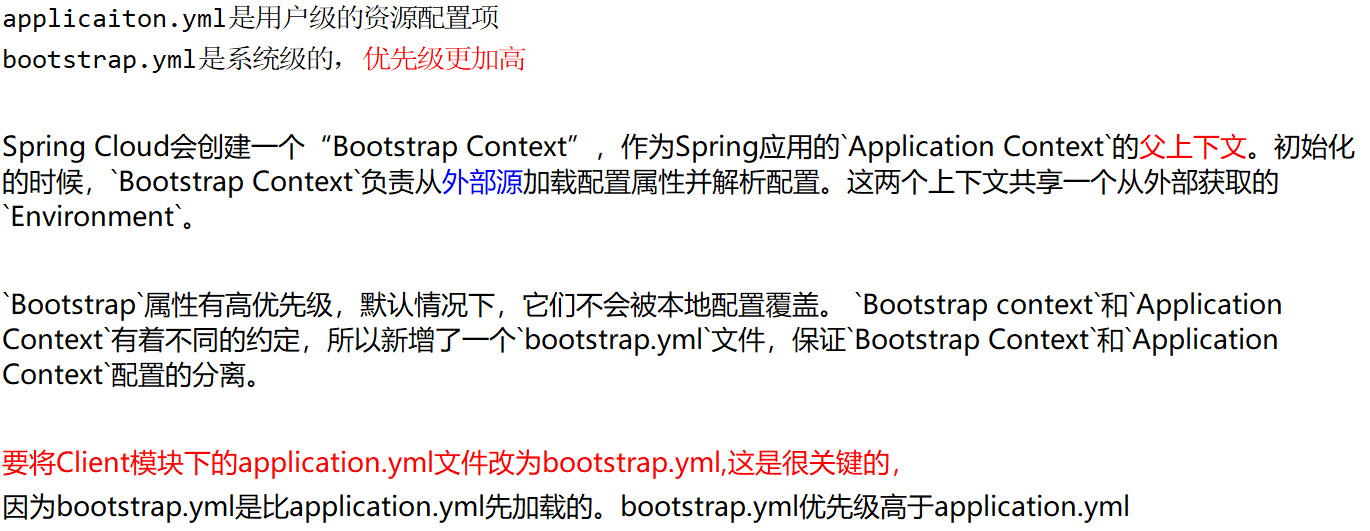 applicaiton.yml是用户级的资源配置项
bootstrap.yml是系统级的，优先级更加高
Spring Cloud会创建一个“Bootstrap Context”，作为Spring应用的`Application Context`的父上下文。初始化
的时候，`Bootstrap Context`负责从外部源加载配置属性并解析配置。这两个上下文共享一个从外部获取的
`Environment`。
`Bootstrap`属性有高优先级，默认情况下，它们不会被本地配置覆盖。 `Bootstrap context`和`Application
Context`有着不同的约定，所以新增了一个`bootstrap.yml`文件，保证`Bootstrap Context`和`Application
Context`配置的分离。
要将Client模块下的application.yml文件改为bootstrap.yml,这是很关键的，
因为bootstrap.yml是比application.yml先加载的。bootstrap.yml优先级高于application.yml